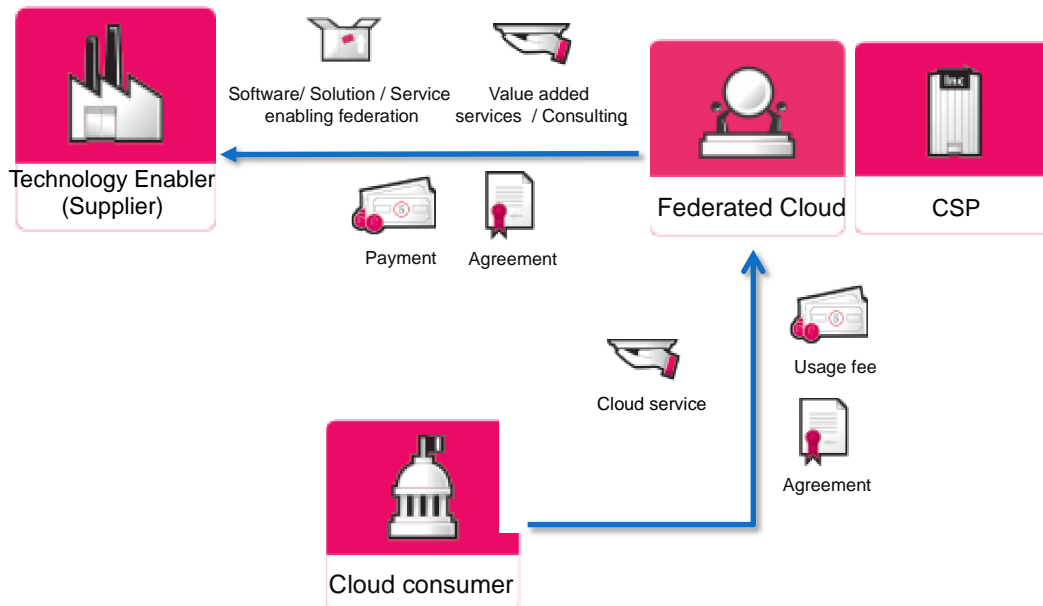 Software/ Solution / Service
enabling federation
Value added
services / Consulting
Inc
Technology Enabler
(Supplier)
Federated Cloud
CSP
Payment
Agreement
Usage fee
Cloud service
Agreement
Cloud consumer